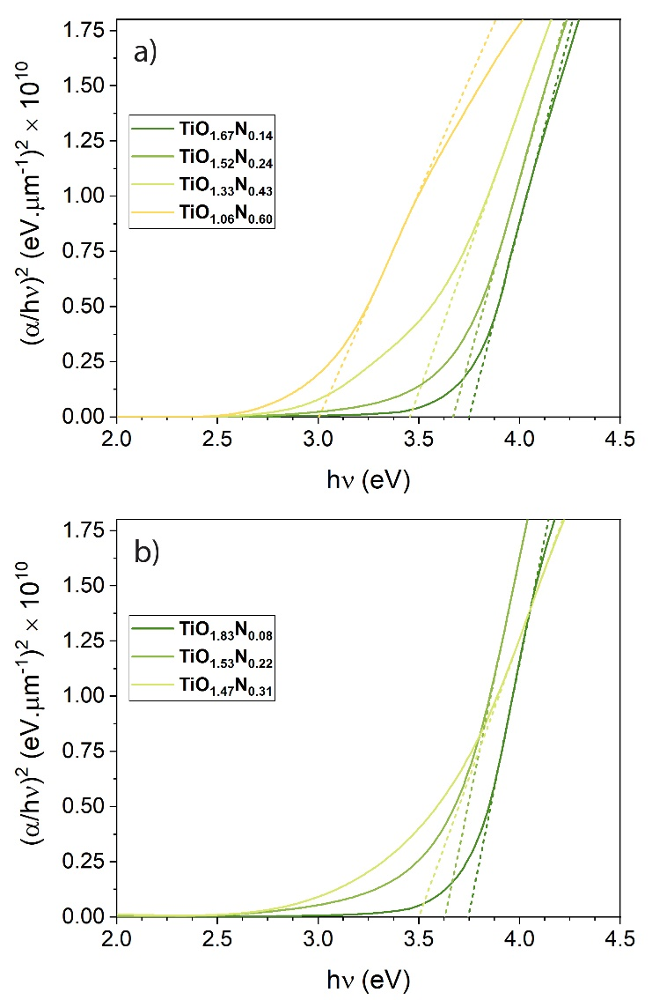 a)
1.75
1.50
1.25
1.00
0.75
0.50
0.25
0.00
(α/hν)² (eV.μm⁻¹)² × 10¹⁰
TiO₁.₆₇N₀.₁₄
TiO₁.₅₂N₀.₂₄
TiO₁.₃₃N₀.₄₃
TiO₁.₀₆N₀.₆₀
2.0 2.5 3.0 3.5 4.0 4.5
hν (eV)
b)
1.75
1.50
1.25
1.00
0.75
0.50
0.25
0.00
(α/hν)² (eV.μm⁻¹)² × 10¹⁰
TiO₁.₈₃N₀.₀₈
TiO₁.₅₃N₀.₂₂
TiO₁.₄₇N₀.₃₁
2.0 2.5 3.0 3.5 4.0 4.5
hν (eV)